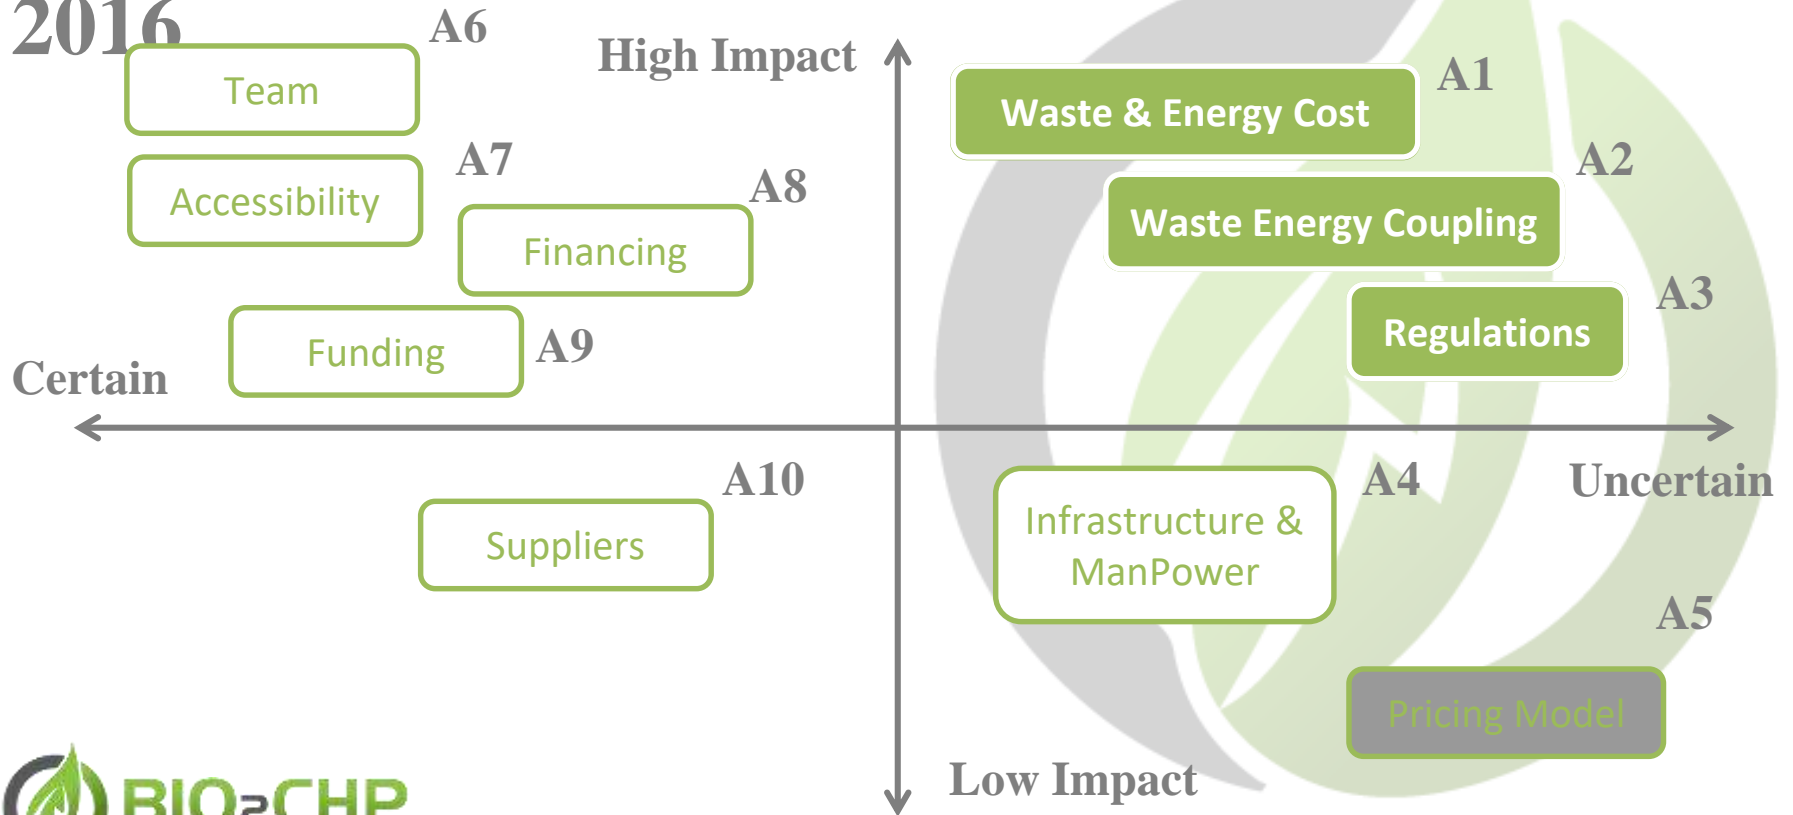 2016
A6
High Impact
A1
Team
Waste & Energy Cost
A7
A8
A2
Accessibility
Waste Energy Coupling
Financing
A3
Regulations
Funding
A9
Certain
A10
A4
Uncertain
Suppliers
Infrastructure &
ManPower
A5
Pricing Model
Low Impact
BIO2CHP